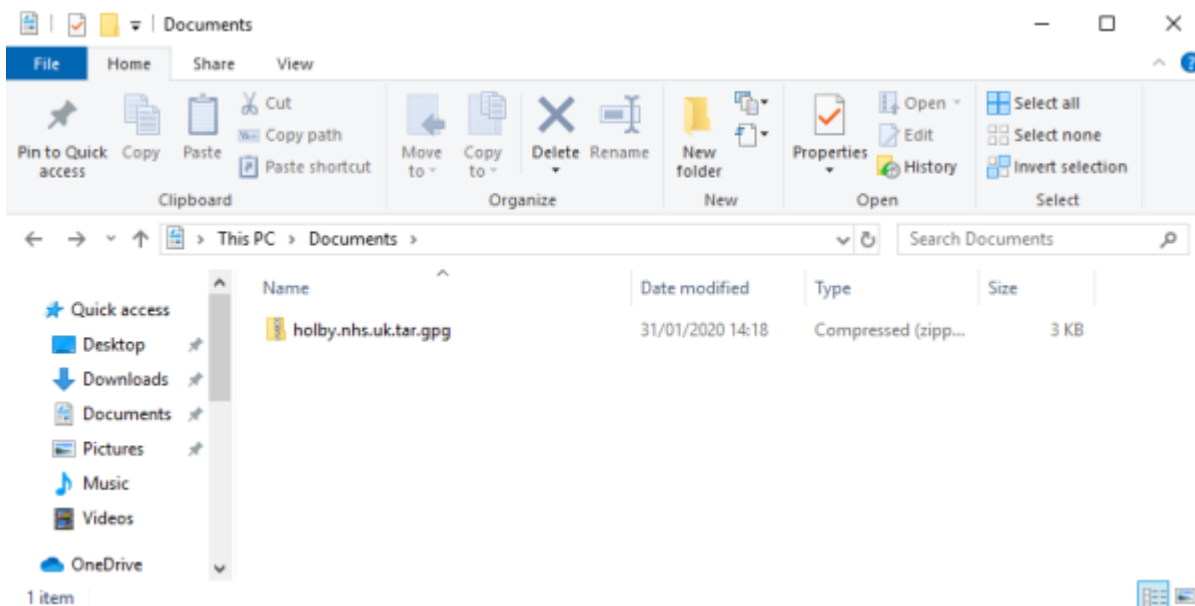 Documents
File Home Share View
Pin to Quick access
Copy
Paste
Cut
Copy path
Paste shortcut
Clipboard
Move to
Copy to
Delete
Rename
Organize
New folder
New
Properties
Open
Edit
History
Open
Select all
Select none
Invert selection
Select
This PC > Documents >
Search Documents
Name Date modified Type Size
holby.nhs.uk.tar.gpg 31/01/2020 14:18 Compressed (zipp... 3 KB
Quick access
Desktop
Downloads
Documents
Pictures
Music
Videos
OneDrive
1 item